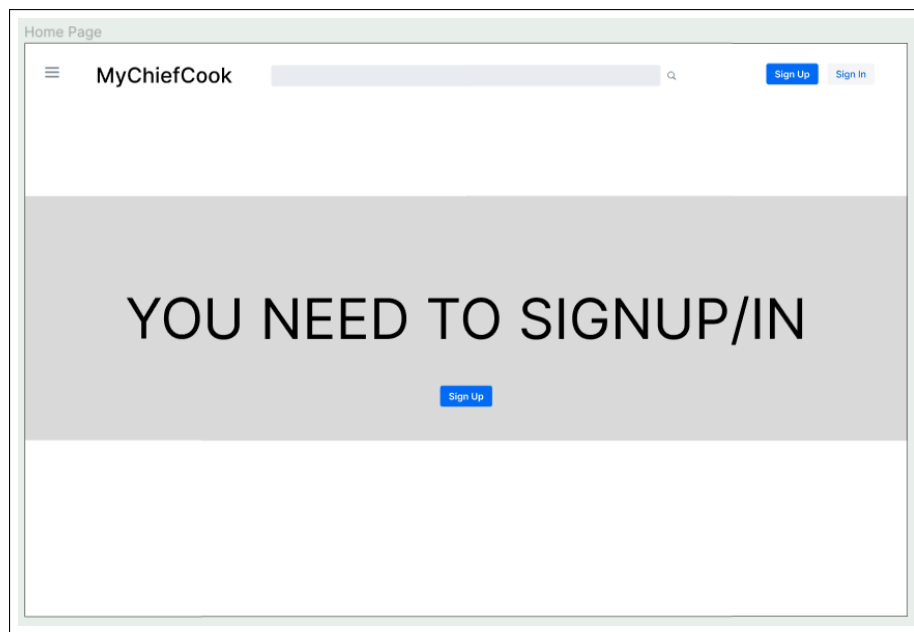 Home Page
MyChiefCook
Sign Up
Sign In
YOU NEED TO SIGNUP/IN
Sign Up